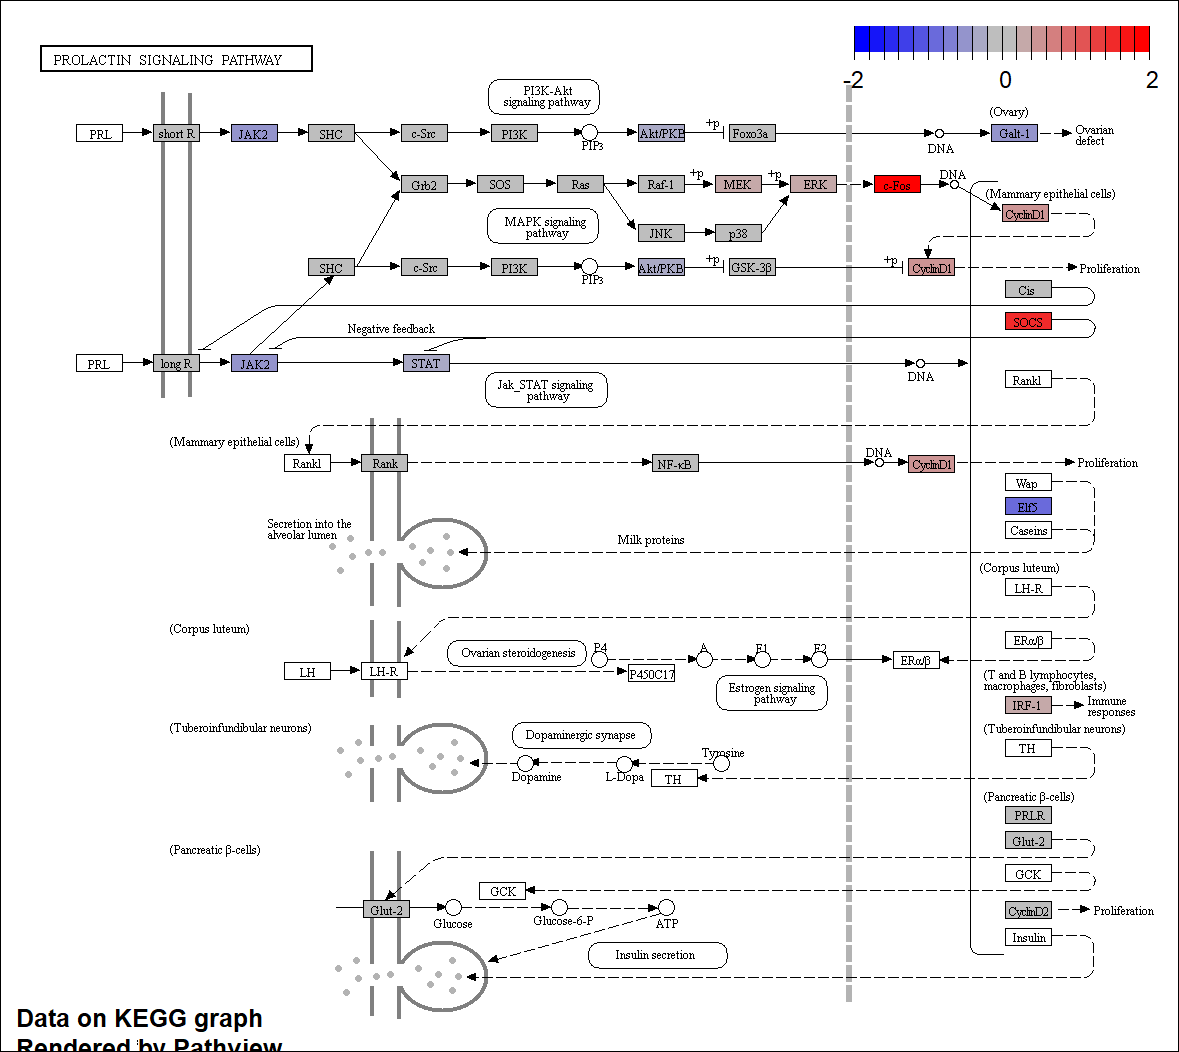 -2
0
2
PROLACTIN SIGNALING PATHWAY
PI3K-Akt
signaling pathway
(Ovary)
PRL
short R
JAK2
SHC
c-Src
PI3K
PIP3
Akt/PKB
+p
Foxo3a
DNA
Galt-1
Ovarian
defect
Grb2
SOS
Ras
Raf-1
+p
MEK
+p
ERK
c-Fos
DNA
(Mammary epithelial cells)
CyclinD1
MAPK signaling
pathway
JNK
p38
SHC
c-Src
PI3K
PIP3
Akt/PKB
+p
GSK-3β
+p
CyclinD1
Proliferation
Cis
SOCS
Negative feedback
PRL
long R
JAK2
STAT
DNA
Jak_STAT signaling
pathway
Rankl
(Mammary epithelial cells)
Rankl
Rank
NF-κB
DNA
CyclinD1
Proliferation
Wap
Elf5
Caseins
Secretion into the
alveolar lumen
Milk proteins
(Corpus luteum)
LH-R
(Corpus luteum)
LH
LH-R
Ovarian steroidogenesis
P4
P450C17
A
E1
E2
ERα/β
ERα/β
Estrogen signaling
pathway
(T and B lymphocytes,
macrophages, fibroblasts)
IRF-1
Immune
responses
(Tuberoinfundibular neurons)
(Tuberoinfundibular neurons)
TH
Dopaminergic synapse
Dopamine
L-Dopa
Tyrosine
TH
(Pancreatic β-cells)
PRLR
Glut-2
GCK
CyclinD2
Proliferation
Insulin
(Pancreatic β-cells)
Glut-2
Glucose
GCK
Glucose-6-P
ATP
Insulin secretion
Data on KEGG graph
Rendered by Pathview